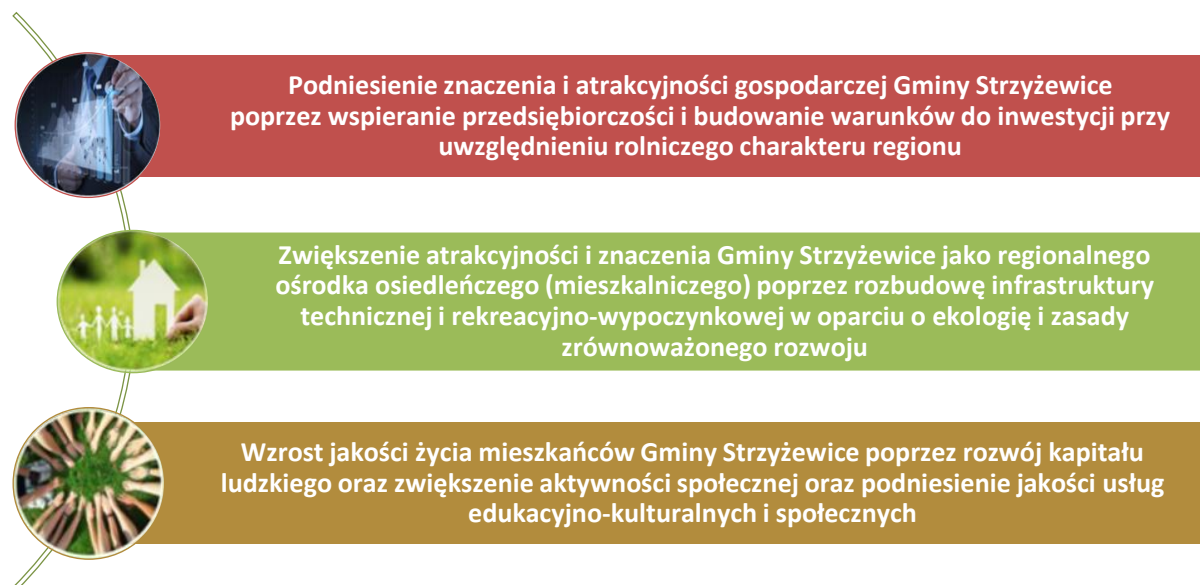 Podniesienie znaczenia i atrakcyjności gospodarczej Gminy Strzyżewice
poprzez wspieranie przedsiębiorczości i budowanie warunków do inwestycji przy
uwzględnieniu rolniczego charakteru regionu
Zwiększenie atrakcyjności i znaczenia Gminy Strzyżewice jako regionalnego
ośrodka osiedleńczego (mieszkalniczego) poprzez rozbudowę infrastruktury
technicznej i rekreacyjno-wypoczynkowej w oparciu o ekologię i zasady
zrównoważonego rozwoju
Wzrost jakości życia mieszkańców Gminy Strzyżewice poprzez rozwój kapitału
ludzkiego oraz zwiększenie aktywności społecznej oraz podniesienie jakości usług
edukacyjno-kulturalnych i społecznych